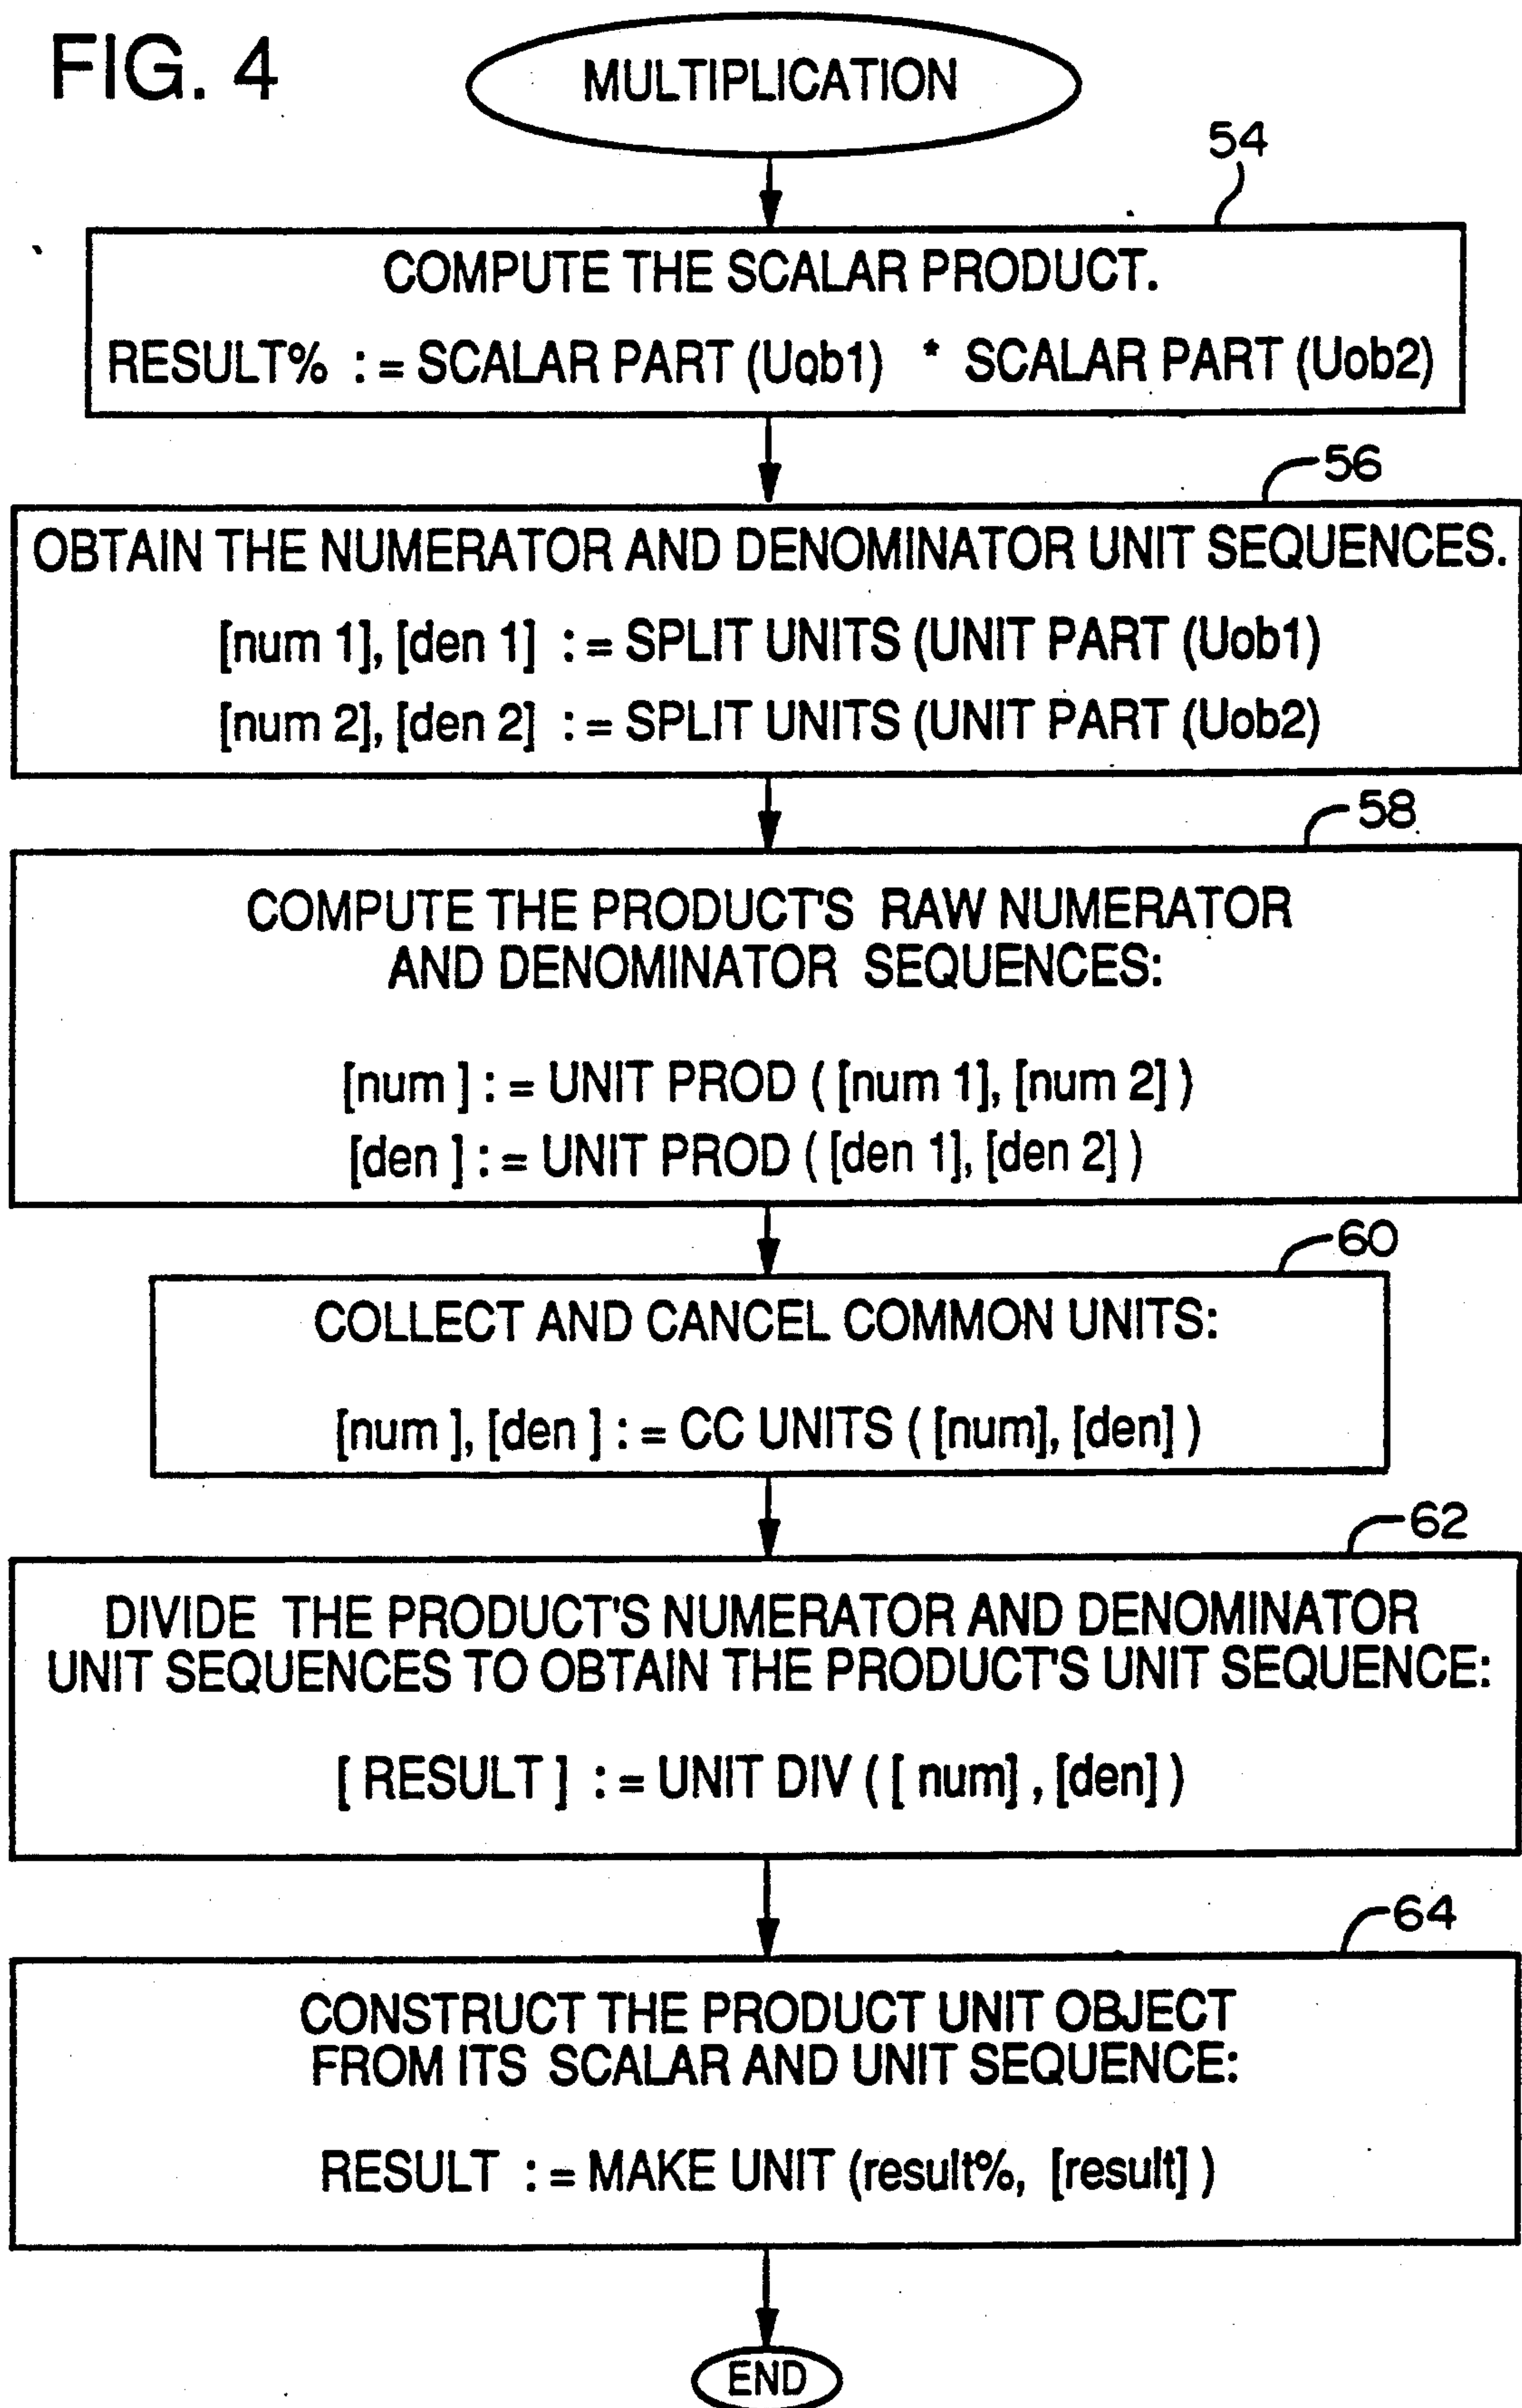 FIG. 4
MULTIPLICATION
54
COMPUTE THE SCALAR PRODUCT.
RESULT% := SCALAR PART (Uob1) * SCALAR PART (Uob2)
56
OBTAIN THE NUMERATOR AND DENOMINATOR UNIT SEQUENCES.
[num 1], [den 1] := SPLIT UNITS (UNIT PART (Uob1)
[num 2], [den 2] := SPLIT UNITS (UNIT PART (Uob2)
58
COMPUTE THE PRODUCT'S RAW NUMERATOR
AND DENOMINATOR SEQUENCES:
[num ] := UNIT PROD ( [num 1], [num 2] )
[den ] := UNIT PROD ( [den 1], [den 2] )
60
COLLECT AND CANCEL COMMON UNITS:
[num ], [den ] := CC UNITS ( [num], [den] )
62
DIVIDE THE PRODUCT'S NUMERATOR AND DENOMINATOR
UNIT SEQUENCES TO OBTAIN THE PRODUCT'S UNIT SEQUENCE:
[ RESULT ] := UNIT DIV ( [ num] , [den] )
64
CONSTRUCT THE PRODUCT UNIT OBJECT
FROM ITS SCALAR AND UNIT SEQUENCE:
RESULT := MAKE UNIT (result%, [result] )
END